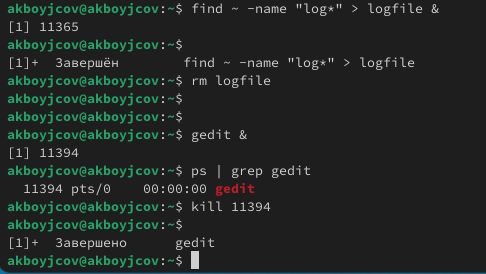 akboyjcov@akboyjcov:~$ find ~ -name "log*" > logfile &
[1] 11365
akboyjcov@akboyjcov:~$
[1]+  Завершён        find ~ -name "log*" > logfile
akboyjcov@akboyjcov:~$ rm logfile
akboyjcov@akboyjcov:~$
akboyjcov@akboyjcov:~$
akboyjcov@akboyjcov:~$ gedit &
[1] 11394
akboyjcov@akboyjcov:~$ ps | grep gedit
  11394 pts/0    00:00:00 gedit
akboyjcov@akboyjcov:~$ kill 11394
akboyjcov@akboyjcov:~$
[1]+  Завершено      gedit
akboyjcov@akboyjcov:~$